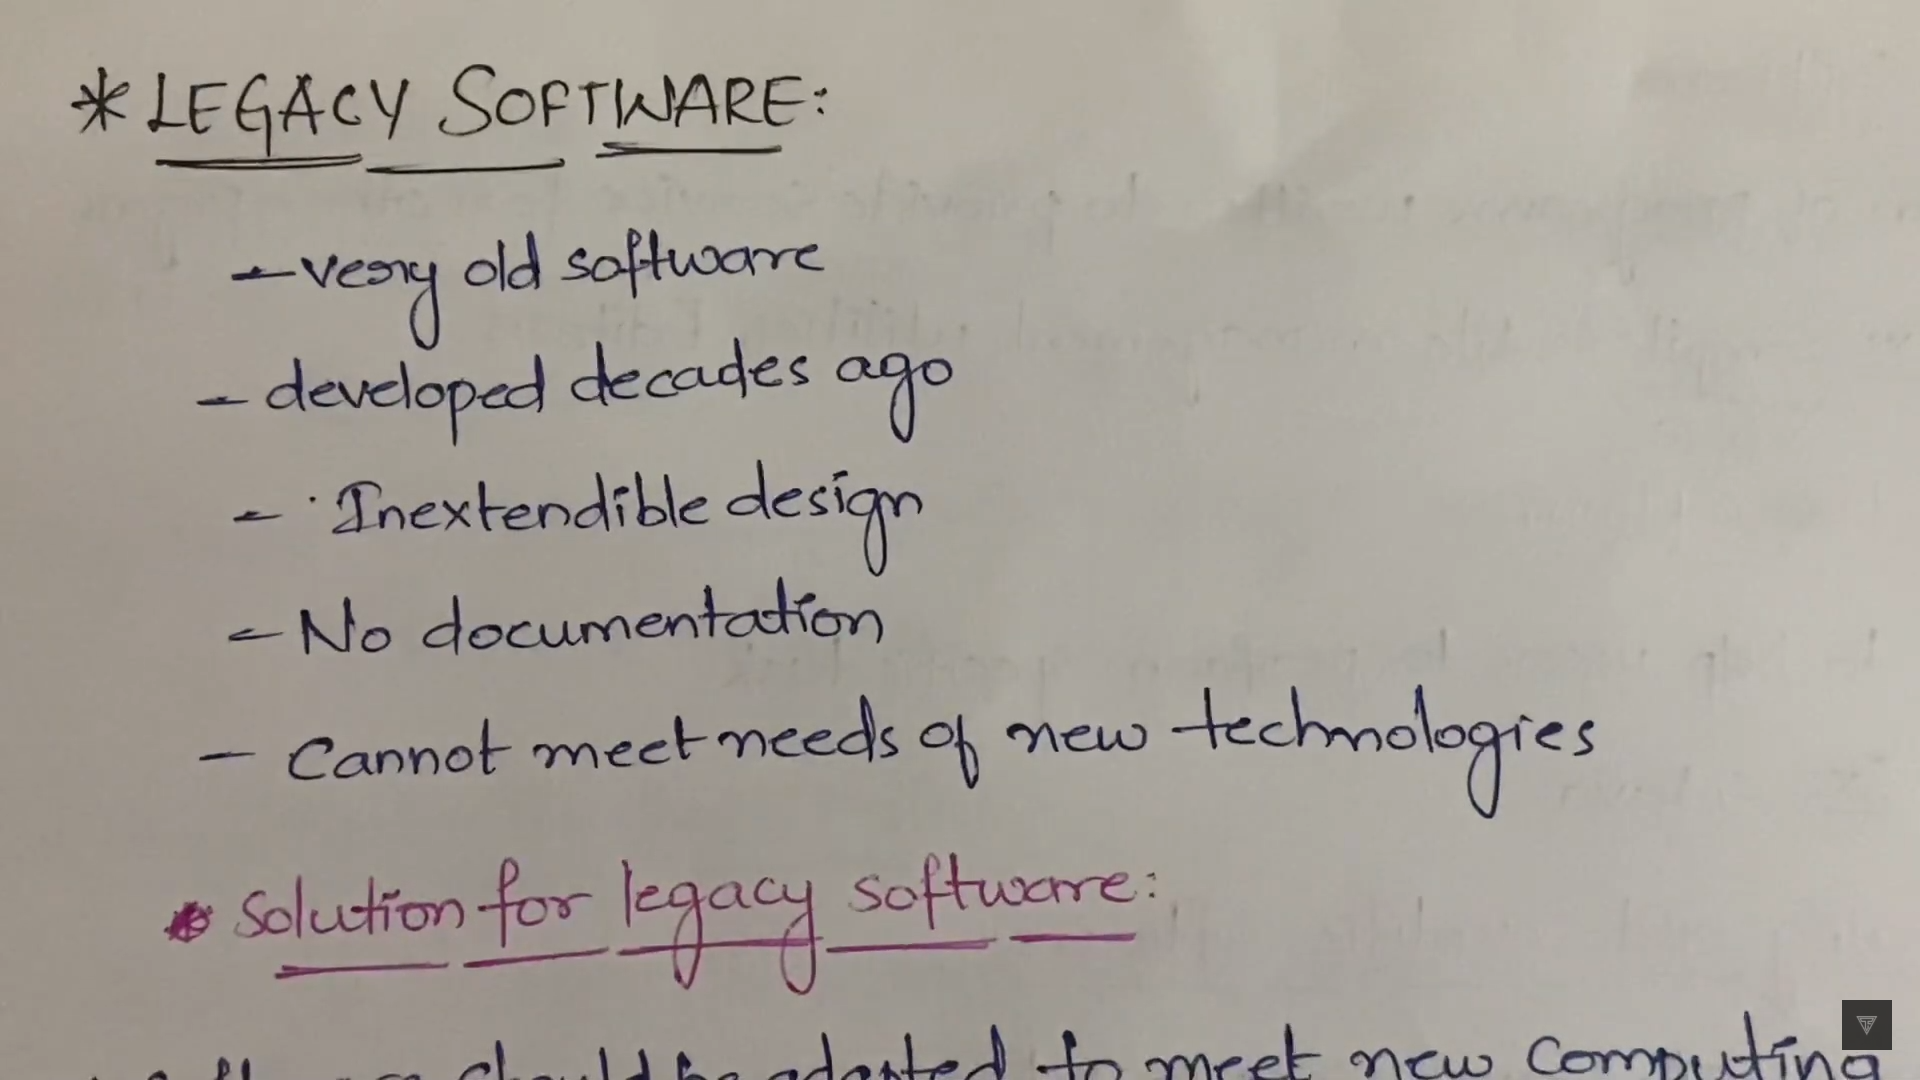 * LEGACY SOFTWARE:
- very old software
- developed decades ago
- Inextendible design
- No documentation
- Cannot meet needs of new technologies
• Solution for legacy software:
should be adapted to meet new computing